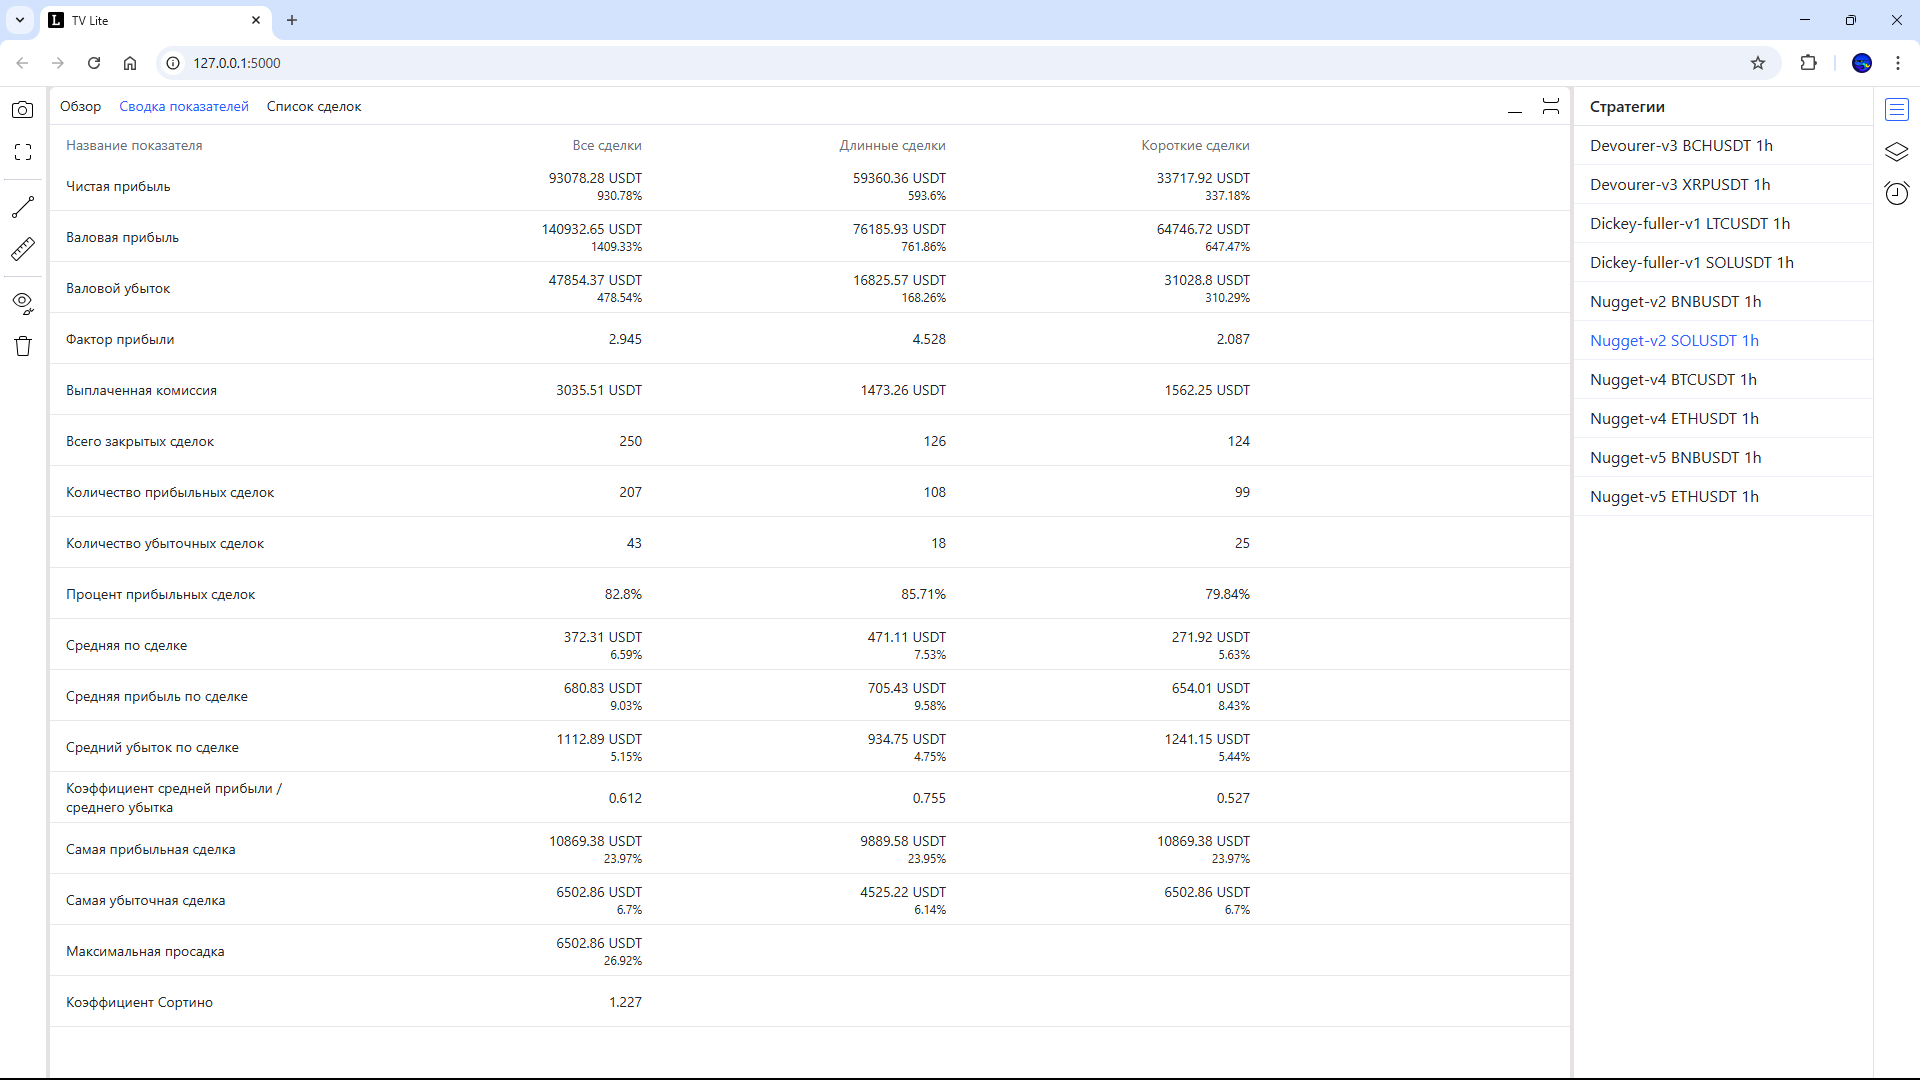 TV Lite
127.0.0.1:5000
Обзор Сводка показателей Список сделок
Название показателя Все сделки Длинные сделки Короткие сделки
Чистая прибыль 93078.28 USDT 59360.36 USDT 33717.92 USDT
930.78% 593.6% 337.18%
Валовая прибыль 140932.65 USDT 76185.93 USDT 64746.72 USDT
1409.33% 761.86% 647.47%
Валовой убыток 47854.37 USDT 16825.57 USDT 31028.8 USDT
478.54% 168.26% 310.29%
Фактор прибыли 2.945 4.528 2.087
Выплаченная комиссия 3035.51 USDT 1473.26 USDT 1562.25 USDT
Всего закрытых сделок 250 126 124
Количество прибыльных сделок 207 108 99
Количество убыточных сделок 43 18 25
Процент прибыльных сделок 82.8% 85.71% 79.84%
Средняя по сделке 372.31 USDT 471.11 USDT 271.92 USDT
6.59% 7.53% 5.63%
Средняя прибыль по сделке 680.83 USDT 705.43 USDT 654.01 USDT
9.03% 9.58% 8.43%
Средний убыток по сделке 1112.89 USDT 934.75 USDT 1241.15 USDT
5.15% 4.75% 5.44%
Коэффициент средней прибыли /
среднего убытка 0.612 0.755 0.527
Самая прибыльная сделка 10869.38 USDT 9889.58 USDT 10869.38 USDT
23.97% 23.95% 23.97%
Самая убыточная сделка 6502.86 USDT 4525.22 USDT 6502.86 USDT
6.7% 6.14% 6.7%
Максимальная просадка 6502.86 USDT
26.92%
Коэффициент Сортино 1.227
Стратегии
Devourer-v3 BCHUSDT 1h
Devourer-v3 XRPUSDT 1h
Dickey-fuller-v1 LTCUSDT 1h
Dickey-fuller-v1 SOLUSDT 1h
Nugget-v2 BNBUSDT 1h
Nugget-v2 SOLUSDT 1h
Nugget-v4 BTCUSDT 1h
Nugget-v4 ETHUSDT 1h
Nugget-v5 BNBUSDT 1h
Nugget-v5 ETHUSDT 1h